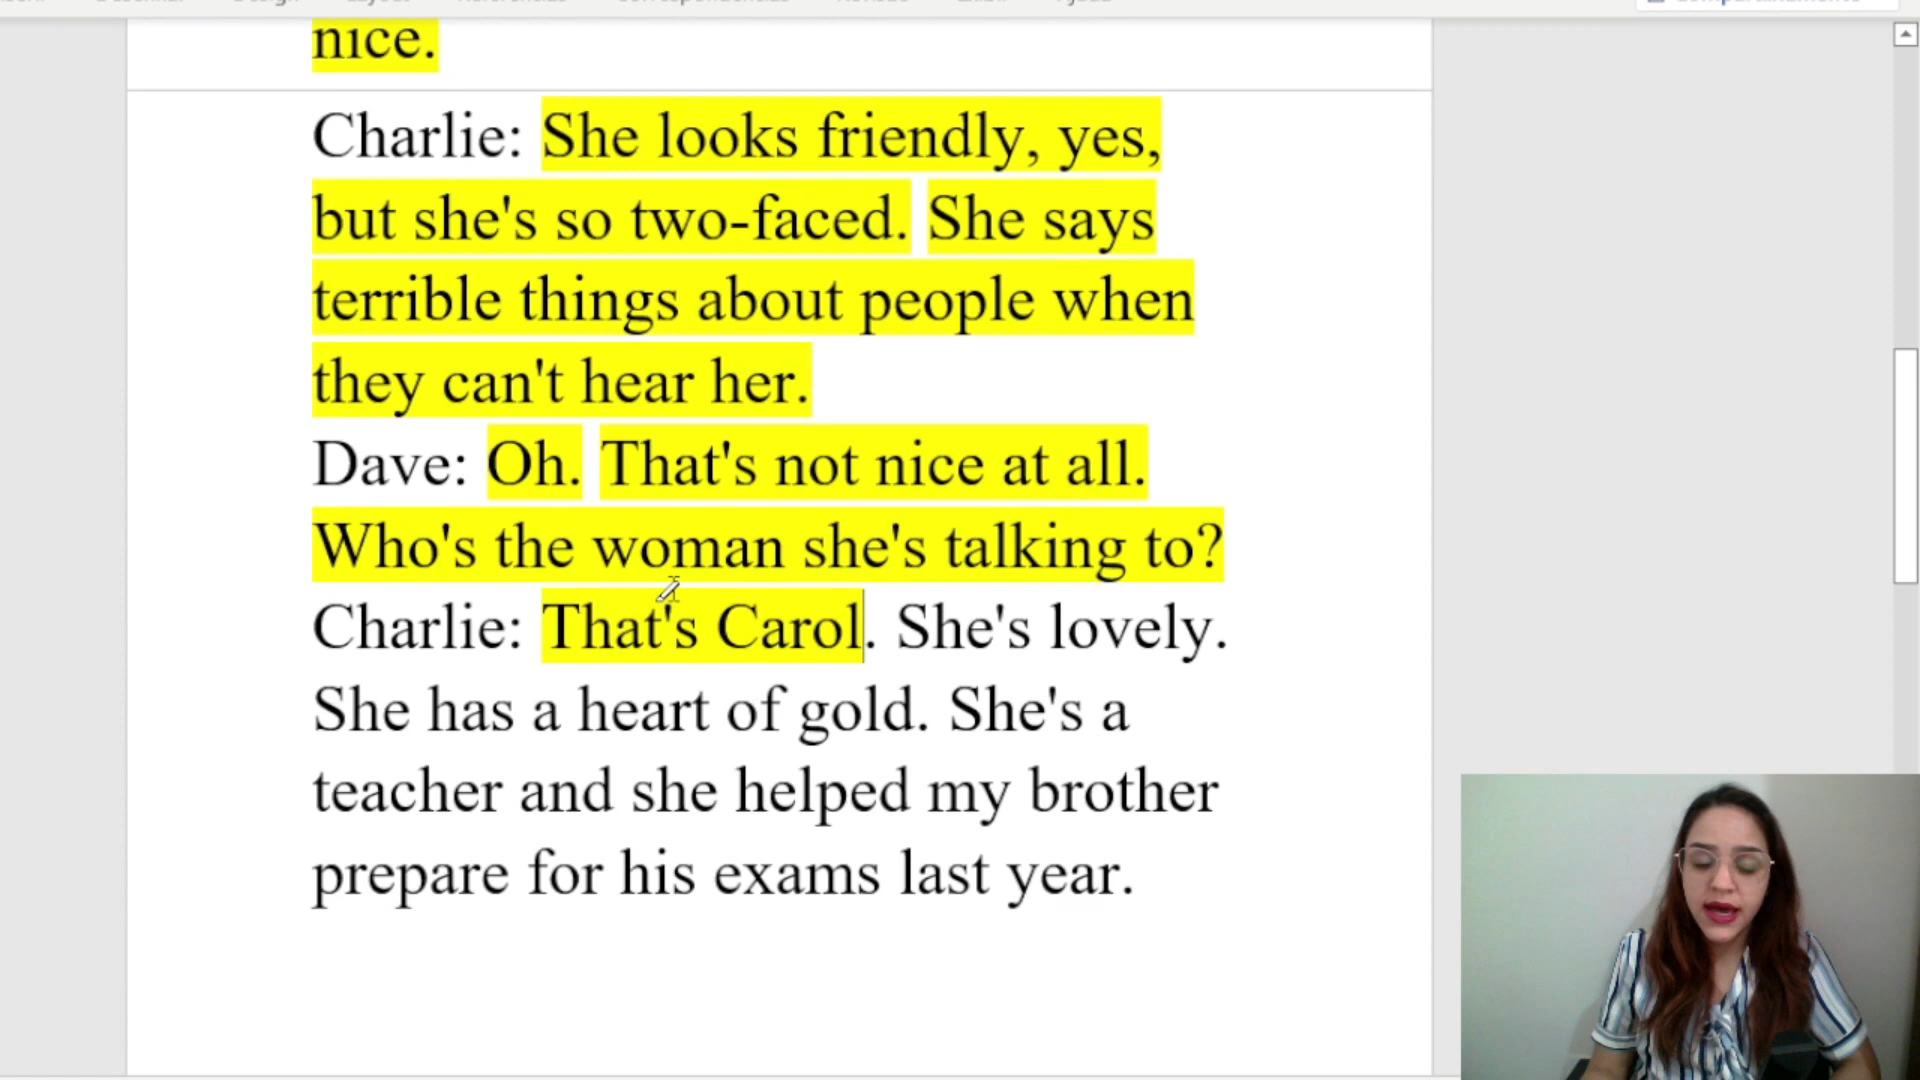 nice.
Charlie: She looks friendly, yes,
but she's so two-faced. She says
terrible things about people when
they can't hear her.
Dave: Oh. That's not nice at all.
Who's the woman she's talking to?
Charlie: That's Carol. She's lovely.
She has a heart of gold. She's a
teacher and she helped my brother
prepare for his exams last year.